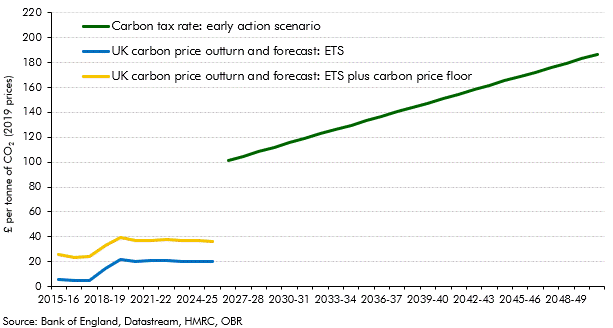 220
200
180
160
140
120
100
80
60
40
20
0
£ per tonne of CO2 (2019 prices)
Carbon tax rate: early action scenario
UK carbon price outturn and forecast: ETS
UK carbon price outturn and forecast: ETS plus carbon price floor
2015-16 2018-19 2021-22 2024-25 2027-28 2030-31 2033-34 2036-37 2039-40 2042-43 2045-46 2048-49
Source: Bank of England, Datastream, HMRC, OBR